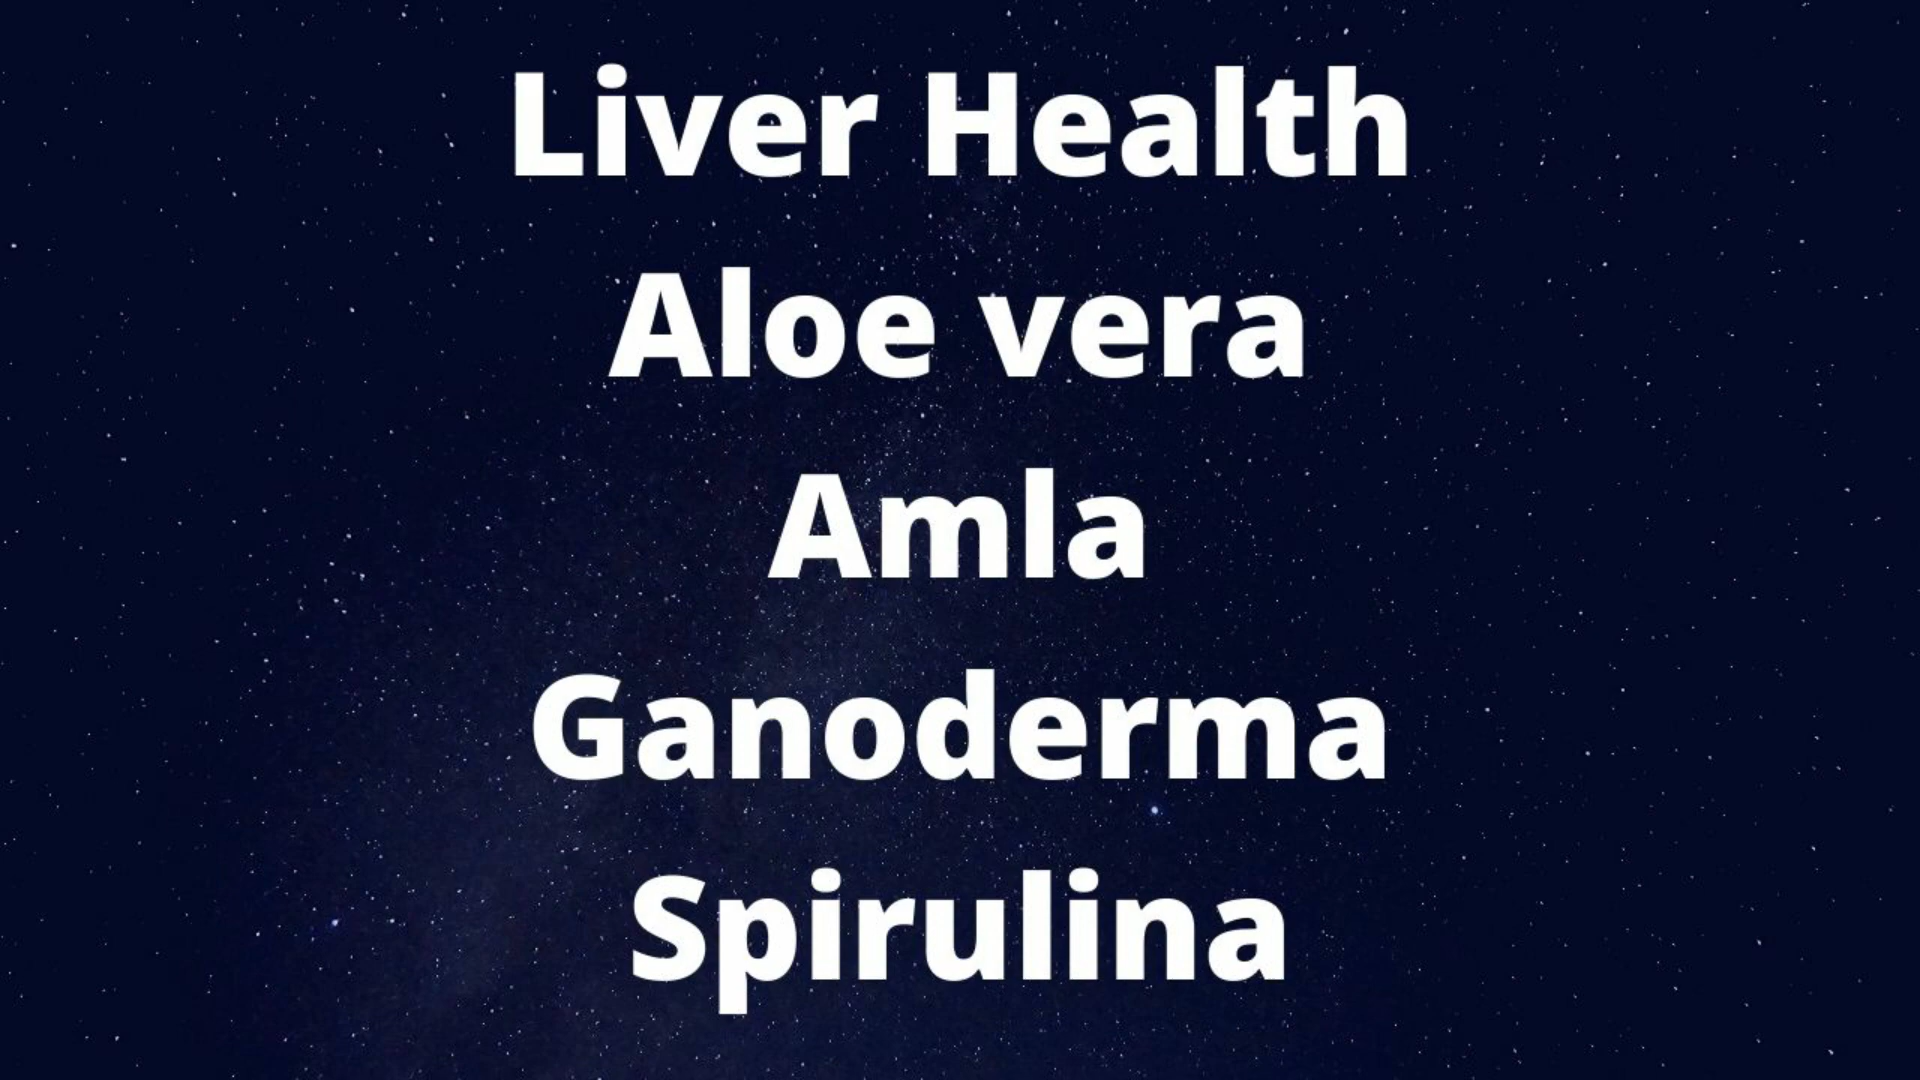 Liver Health
Aloe vera
Amla
Ganoderma
Spirulina